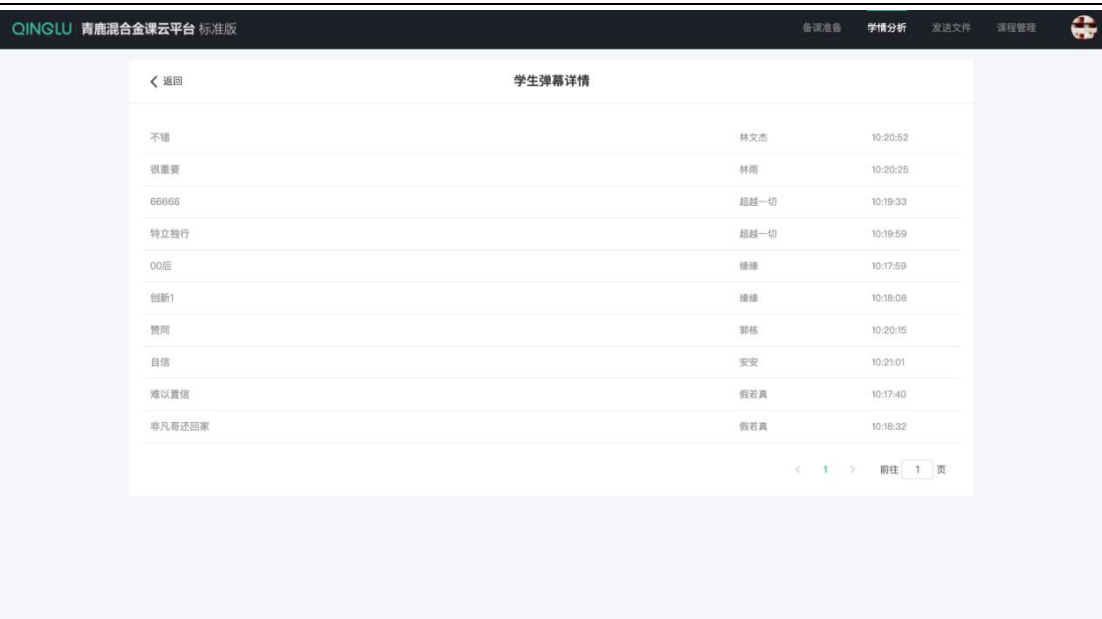 QINGLU 青鹿混合金课云平台 标准版 备课准备 学情分析 发送文件 课程管理
返回 学生弹幕详情
不错 林文杰 10:20:52
很重要 林雨 10:20:25
66666 超越一切 10:19:33
特立独行 超越一切 10:19:59
00后 缘缘 10:17:59
创新1 缘缘 10:18:08
赞同 郭栋 10:20:15
自信 安安 10:21:01
难以置信 假若真 10:17:40
非凡哥还回家 假若真 10:18:32
< 1 > 前往 1 页